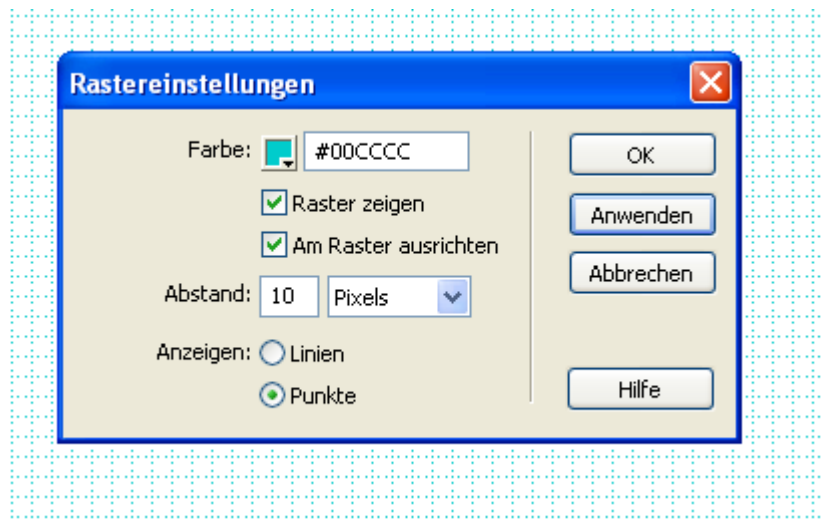 Rastereinstellungen
Farbe: #00CCCC
OK
Raster zeigen
Anwenden
Am Raster ausrichten
Abbrechen
Abstand: 10 Pixels
Anzeigen: Linien
Punkte
Hilfe